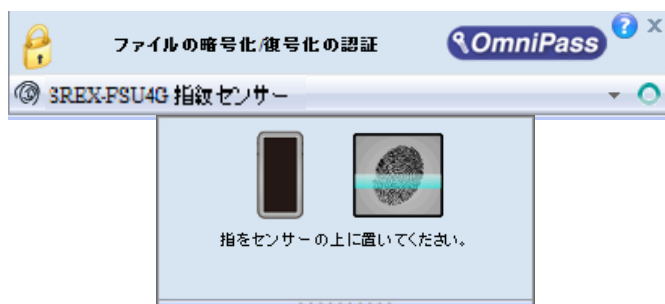 ファイルの暗号化/復号化の認証
OmniPass
?
x
SREX-FSU4G 指紋センサー
指をセンサーの上に置いてください。